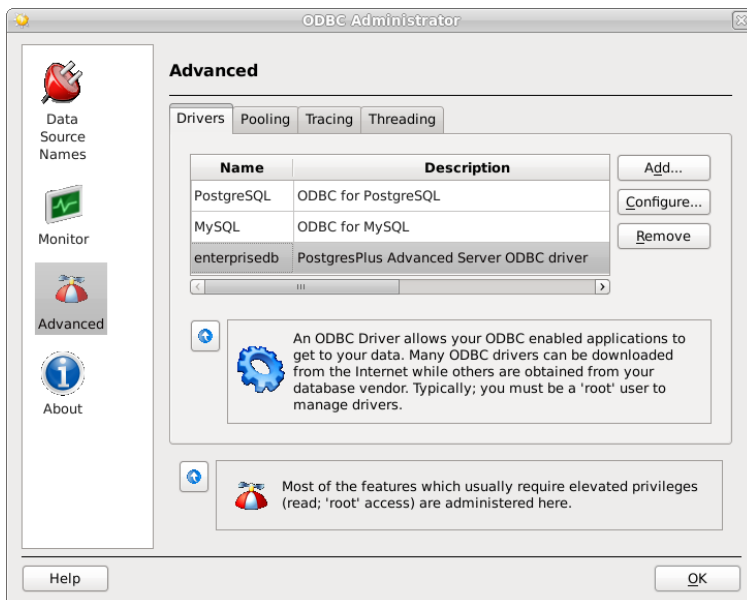 ODBC Administrator
Data
Source
Names
Monitor
Advanced
About
Advanced
Drivers Pooling Tracing Threading
Name Description
PostgreSQL ODBC for PostgreSQL
MySQL ODBC for MySQL
enterprisedb PostgresPlus Advanced Server ODBC driver
Add...
Configure...
Remove
An ODBC Driver allows your ODBC enabled applications to
get to your data. Many ODBC drivers can be downloaded
from the Internet while others are obtained from your
database vendor. Typically; you must be a 'root' user to
manage drivers.
Most of the features which usually require elevated privileges
(read; 'root' access) are administered here.
Help
OK